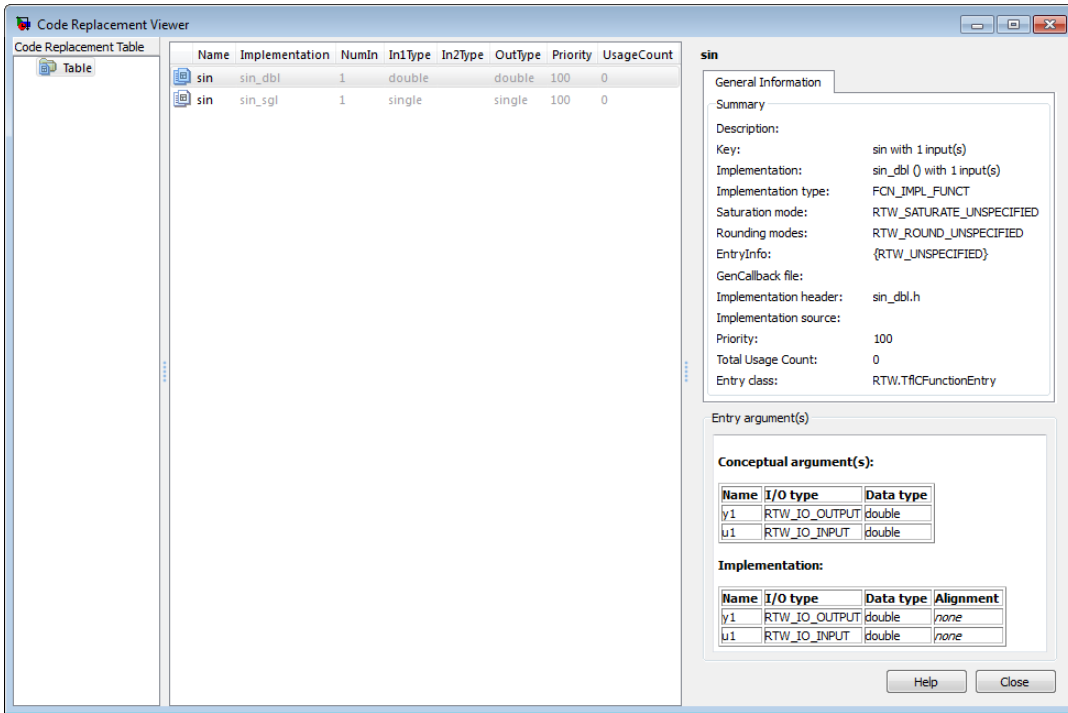 Code Replacement Viewer
Code Replacement Table
Table
Name Implementation NumIn In1Type In2Type OutType Priority UsageCount
sin sin_dbl 1 double double 100 0
sin sin_sgl 1 single single 100 0
sin
General Information
Summary
Description:
Key: sin with 1 input(s)
Implementation: sin_dbl () with 1 input(s)
Implementation type: FCN_IMPL_FUNCT
Saturation mode: RTW_SATURATE_UNSPECIFIED
Rounding modes: RTW_ROUND_UNSPECIFIED
EntryInfo: {RTW_UNSPECIFIED}
GenCallback file:
Implementation header: sin_dbl.h
Implementation source:
Priority: 100
Total Usage Count: 0
Entry class: RTW.TflCFunctionEntry
Entry argument(s)
Conceptual argument(s):
Name I/O type Data type
y1 RTW_IO_OUTPUT double
u1 RTW_IO_INPUT double
Implementation:
Name I/O type Data type Alignment
y1 RTW_IO_OUTPUT double none
u1 RTW_IO_INPUT double none
Help Close